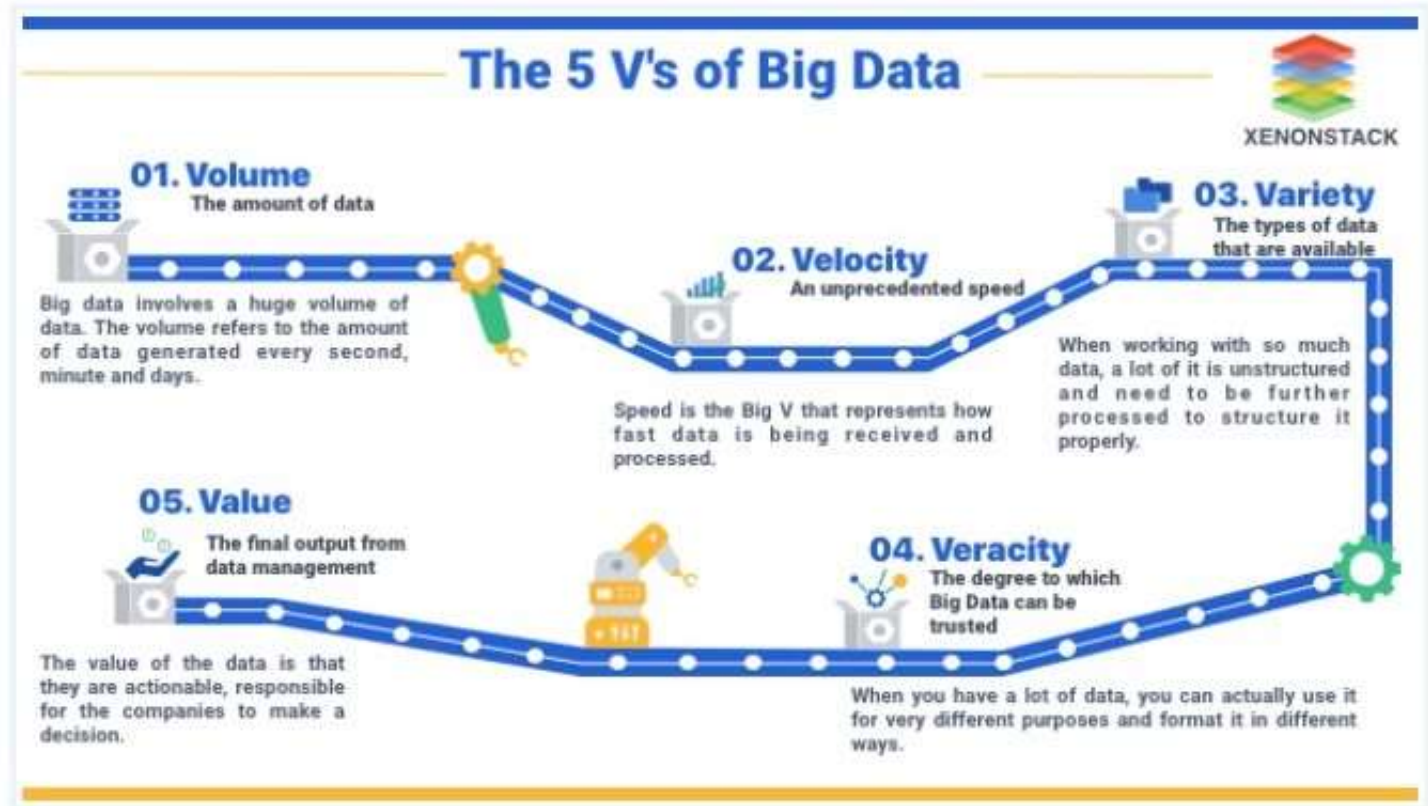 The 5 V's of Big Data
XENONSTACK
01. Volume
The amount of data
Big data involves a huge volume of
data. The volume refers to the amount
of data generated every second,
minute and days.
02. Velocity
An unprecedented speed
Speed is the Big V that represents how
fast data is being received and
processed.
03. Variety
The types of data
that are available
When working with so much
data, a lot of it is unstructured
and need to be further
processed to structure it
properly.
04. Veracity
The degree to which
Big Data can be
trusted
When you have a lot of data, you can actually use it
for very different purposes and format it in different
ways.
05. Value
The final output from
data management
The value of the data is that
they are actionable, responsible
for the companies to make a
decision.